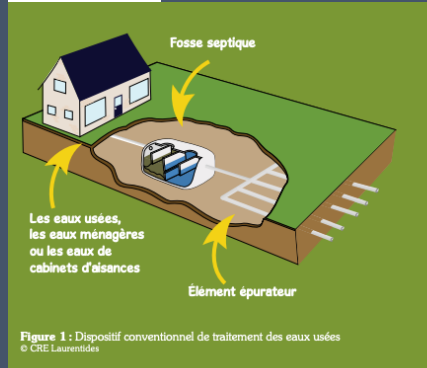 Fosse septique
Les eaux usées,
les eaux ménagères
ou les eaux de
cabinets d'aisances
Élément épurateur
Figure 1 : Dispositif conventionnel de traitement des eaux usées
© CRE Laurentides